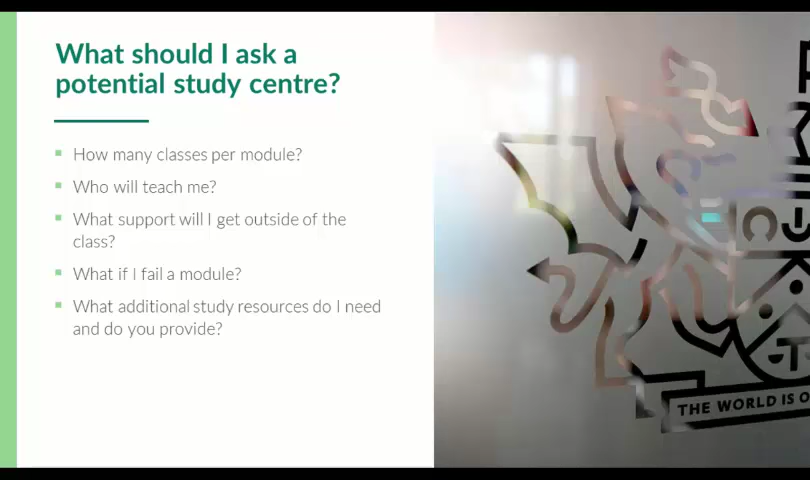 What should I ask a
potential study centre?
How many classes per module?
Who will teach me?
What support will I get outside of the
class?
What if I fail a module?
What additional study resources do I need
and do you provide?
THE WORLD IS O